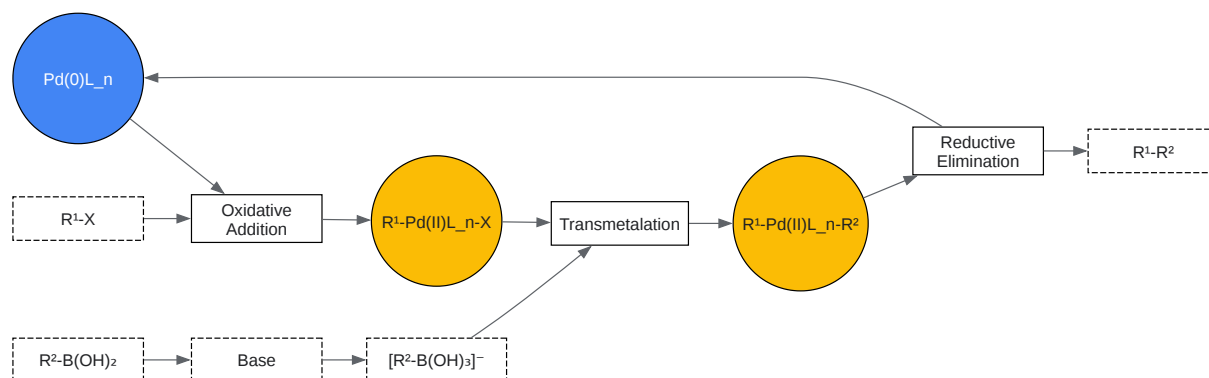 Pd(0)L_n
Reductive
Elimination
R¹-R²
R¹-X
Oxidative
Addition
R¹-Pd(II)L_n-X
Transmetalation
R¹-Pd(II)L_n-R²
R²-B(OH)₂
Base
[R²-B(OH)₃]⁻